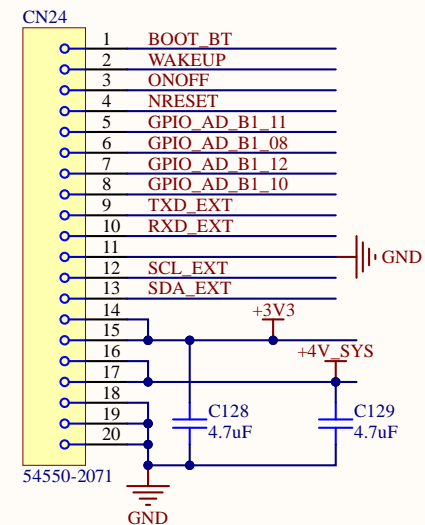 CN24
1 BOOT_BT
2 WAKEUP
3 ONOFF
4 NRESET
5 GPIO_AD_B1_11
6 GPIO_AD_B1_08
7 GPIO_AD_B1_12
8 GPIO_AD_B1_10
9 TXD_EXT
10 RXD_EXT
11 GND
12 SCL_EXT
13 SDA_EXT
14
+3V3
15
16
+4V_SYS
17
18
19
20
C128
4.7uF
C129
4.7uF
54550-2071
GND